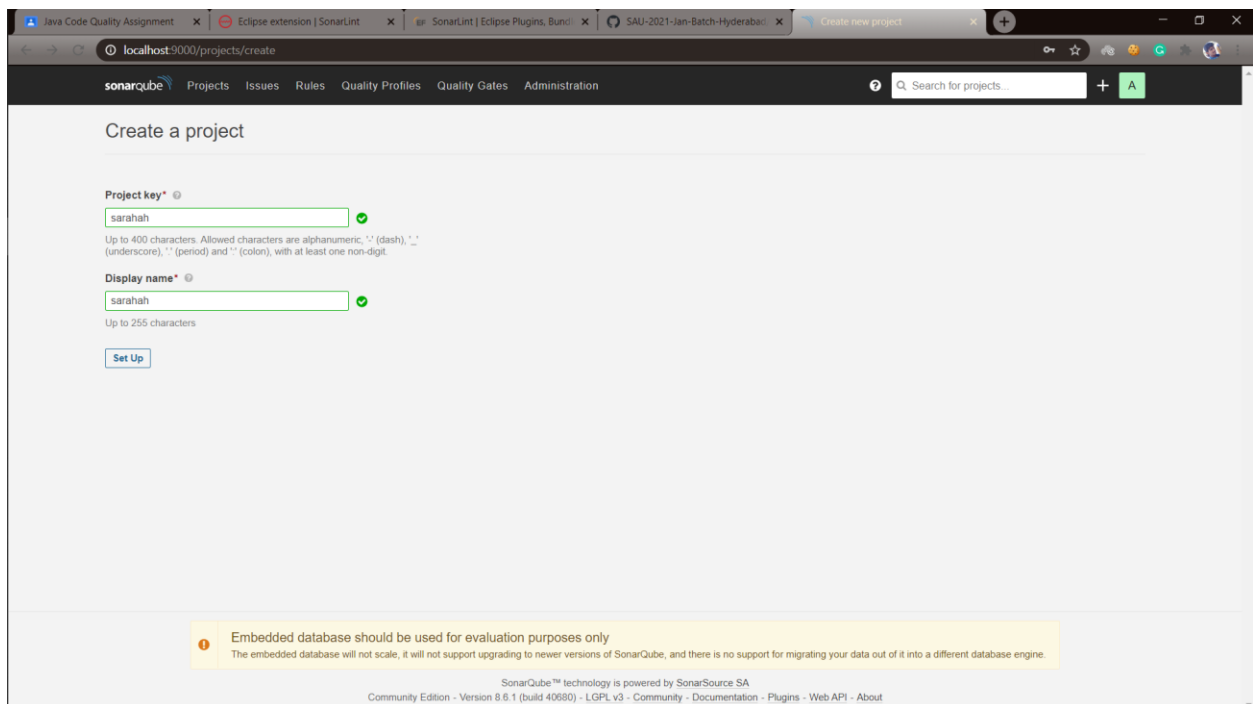 Java Code Quality Assignment
Eclipse extension | SonarLint
SonarLint | Eclipse Plugins, Bundl
SAU-2021-Jan-Batch-Hyderabad
Create new project
localhost:9000/projects/create
sonarqube Projects Issues Rules Quality Profiles Quality Gates Administration
Search for projects...
A
Create a project
Project key*
sarahah
Up to 400 characters. Allowed characters are alphanumeric, '-' (dash), '_'
(underscore), '.' (period) and ':' (colon), with at least one non-digit.
Display name*
sarahah
Up to 255 characters
Set Up
Embedded database should be used for evaluation purposes only
The embedded database will not scale, it will not support upgrading to newer versions of SonarQube, and there is no support for migrating your data out of it into a different database engine.
SonarQube™ technology is powered by SonarSource SA
Community Edition - Version 8.6.1 (build 40680) - LGPL v3 - Community - Documentation - Plugins - Web API - About